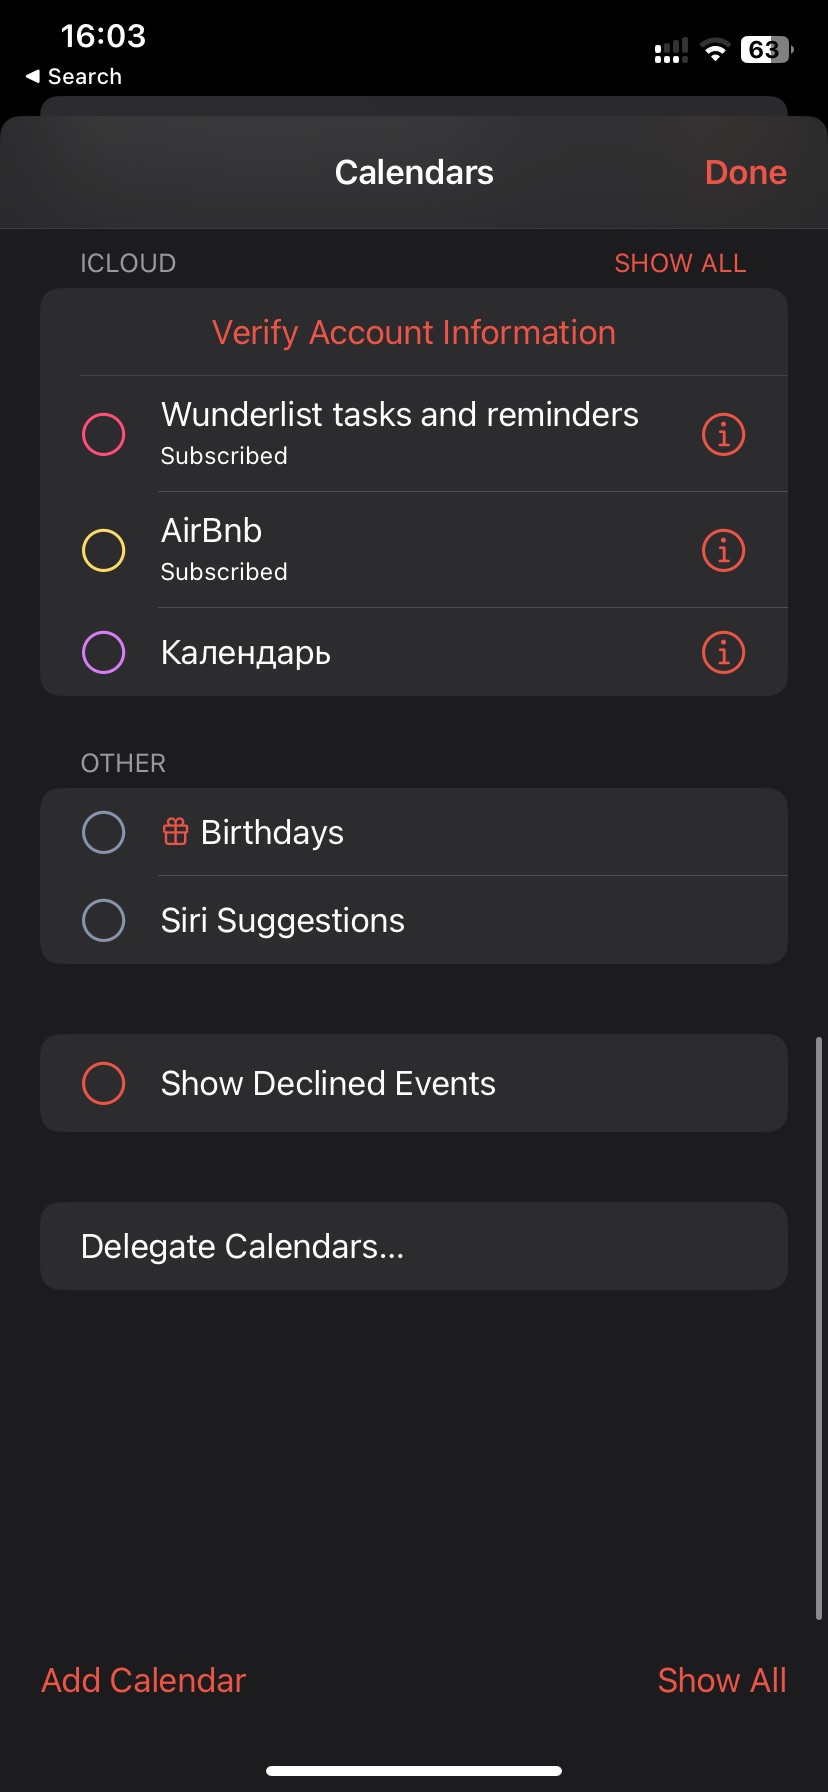 16:03
63
Search
Calendars
Done
ICLOUD
SHOW ALL
Verify Account Information
Wunderlist tasks and reminders
Subscribed
AirBnb
Subscribed
Календарь
OTHER
Birthdays
Siri Suggestions
Show Declined Events
Delegate Calendars...
Add Calendar
Show All